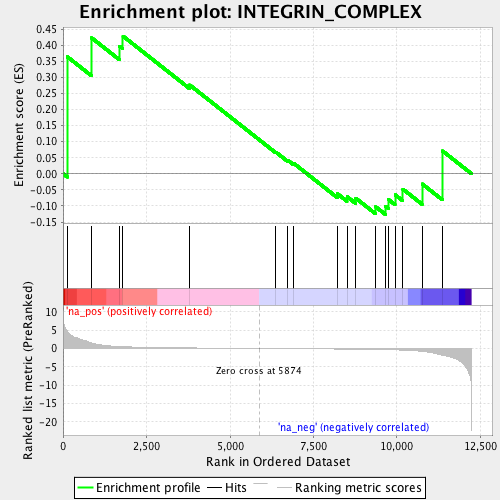 Enrichment plot: INTEGRIN_COMPLEX
Enrichment score (ES)
0.45
0.40
0.35
0.30
0.25
0.20
0.15
0.10
0.05
0.00
-0.05
-0.10
-0.15
'na_pos' (positively correlated)
Ranked list metric (PreRanked)
10
5
0
-5
-10
-15
-20
Zero cross at 5874
'na_neg' (negatively correlated)
0
2,500
5,000
7,500
10,000
12,500
Rank in Ordered Dataset
Enrichment profile
Hits
Ranking metric scores